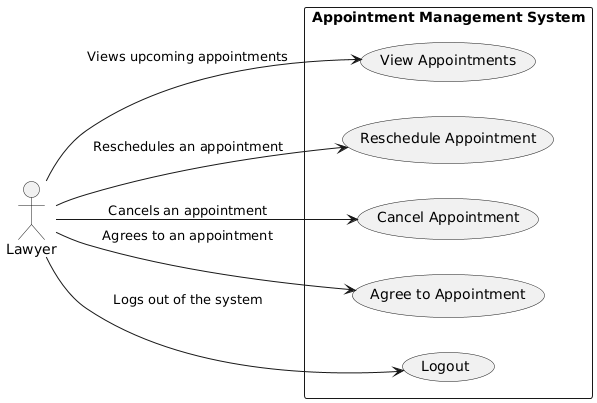 Appointment Management System
Views upcoming appointments
View Appointments
Reschedules an appointment
Reschedule Appointment
Cancels an appointment
Cancel Appointment
Agrees to an appointment
Lawyer
Agree to Appointment
Logs out of the system
Logout